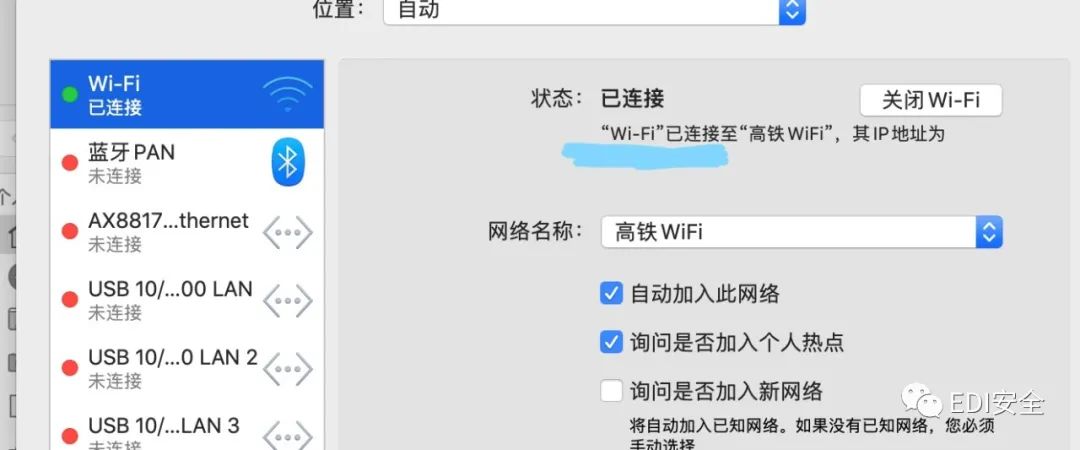 位置：
自动
Wi-Fi
已连接
蓝牙 PAN
未连接
AX8817...thernet
未连接
USB 10/...00 LAN
未连接
USB 10/...0 LAN 2
未连接
USB 10/...LAN 3
状态：
已连接
关闭 Wi-Fi
“Wi-Fi”已连接至“高铁 WiFi”，其 IP 地址为
网络名称：
高铁 WiFi
自动加入此网络
询问是否加入个人热点
询问是否加入新网络
将自动加入已知网络。如果没有已知网络，您必须
手动选择
EDI安全